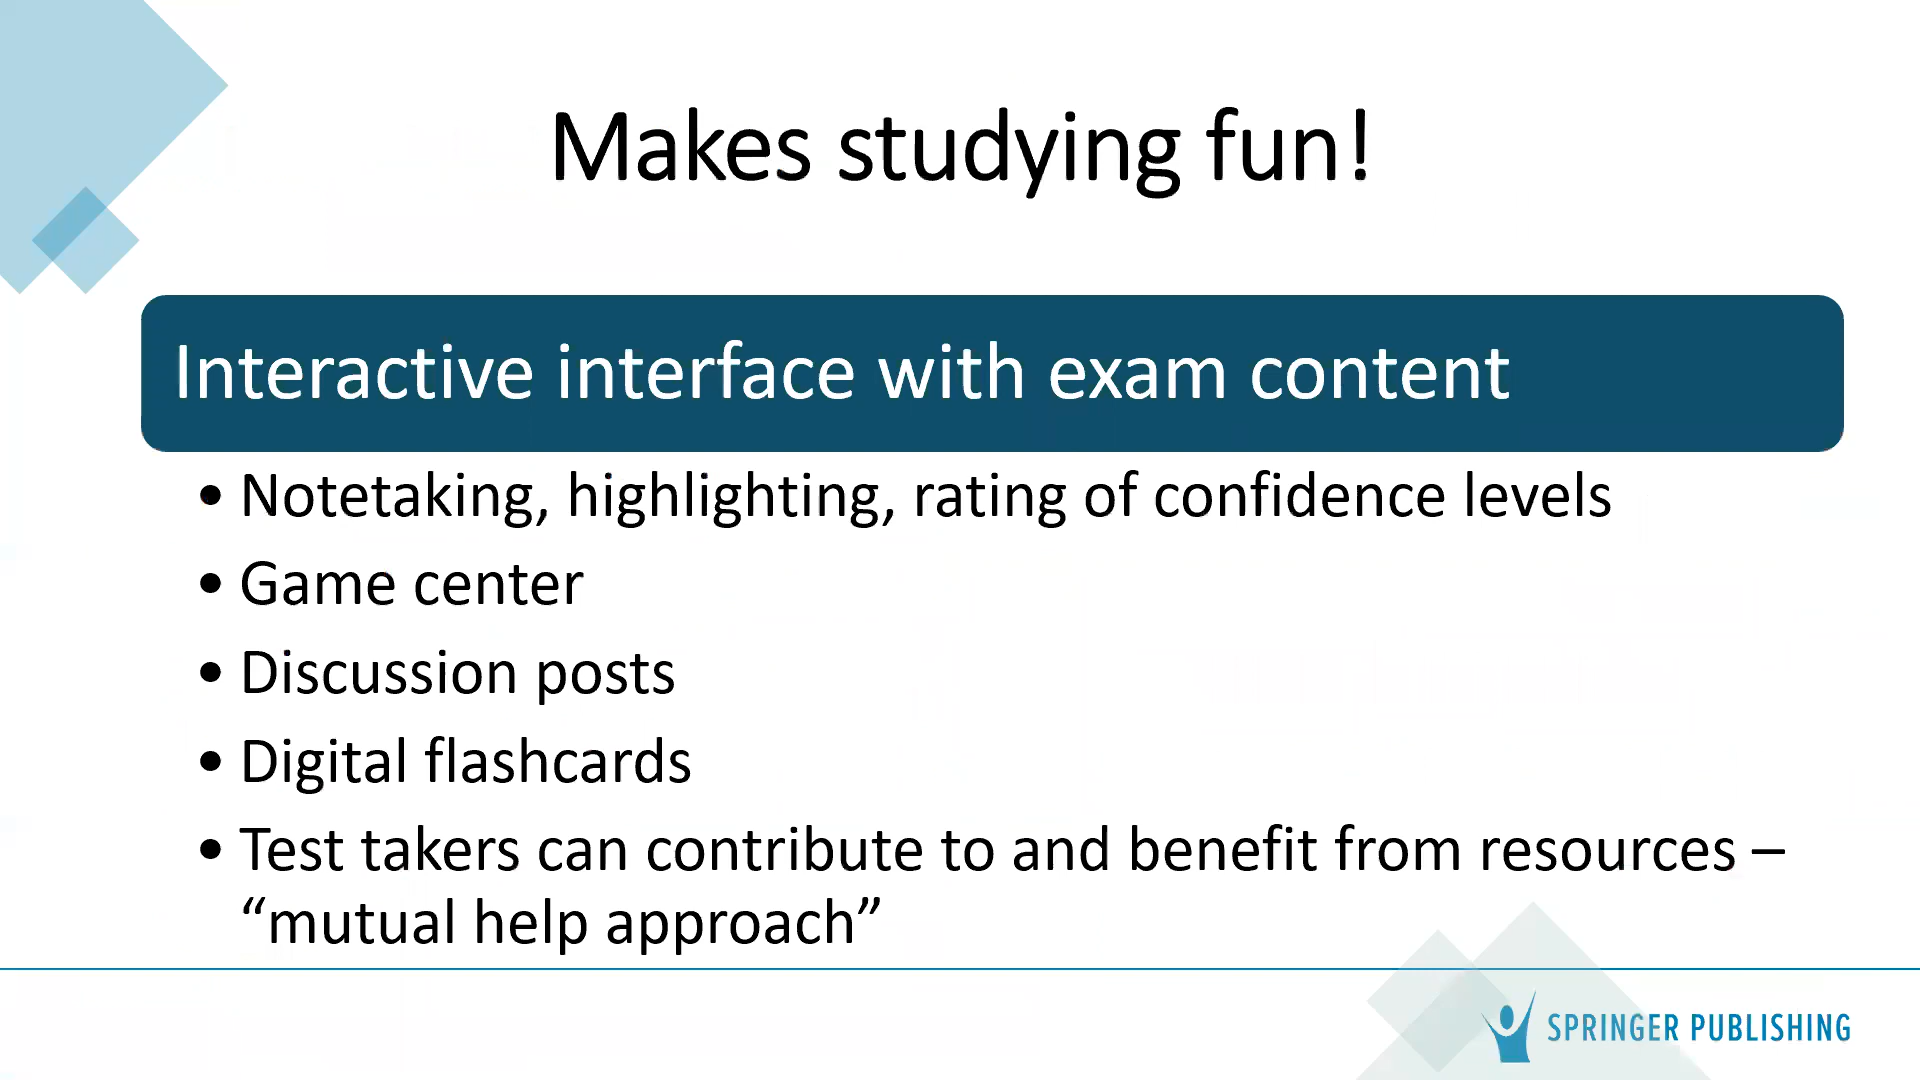 Makes studying fun!
Interactive interface with exam content
• Notetaking, highlighting, rating of confidence levels
• Game center
• Discussion posts
• Digital flashcards
• Test takers can contribute to and benefit from resources –
“mutual help approach”
SPRINGER PUBLISHING